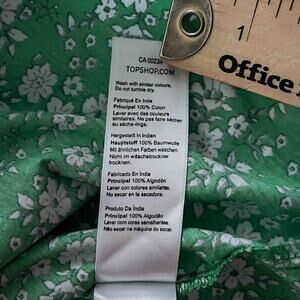 1
Office
CA 00234
TOPSHOP.COM
Wash with similar colours.
Do not tumble dry.
Fabriqué En Inde
Principal 100% Coton
Laver avec des couleurs
similaires. Ne pas faire sécher
au sèche-linge.
Hergestellt In Indien
Hauptstoff 100% Baumwolle
Mit ähnlichen Farben waschen.
Nicht im wäschetrockner
trocknen.
Fabricado En India
Principal 100% Algodón
Lavar con colores similares.
No secar en secadora.
Produto Da Índia
Principal 100% Algodão
Lavar com cores semelhantes.
Não secar na máquina de secar.